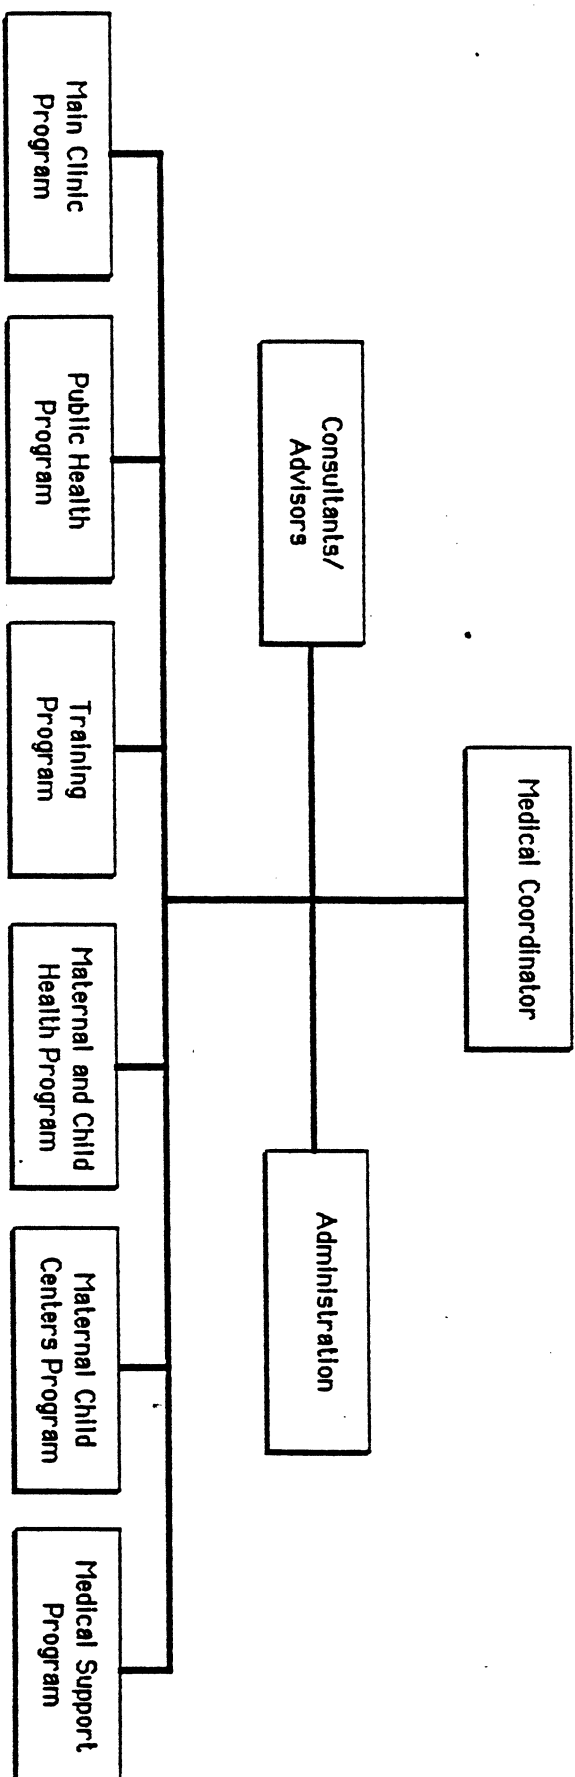 Medical Coordinator
Consultants/
Advisors
Administration
Main Clinic
Program
Public Health
Program
Training
Program
Maternal and Child
Health Program
Maternal Child
Centers Program
Medical Support
Program